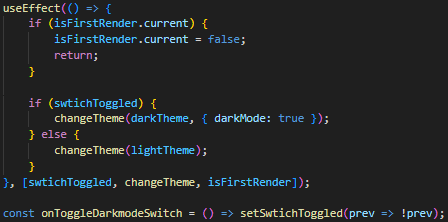 useEffect(() => {
    if (isFirstRender.current) {
        isFirstRender.current = false;
        return;
    }

    if (swtichToggled) {
        changeTheme(darkTheme, { darkMode: true });
    } else {
        changeTheme(lightTheme);
    }
}, [swtichToggled, changeTheme, isFirstRender]);

const onToggleDarkmodeSwitch = () => setSwtichToggled(prev => !prev);